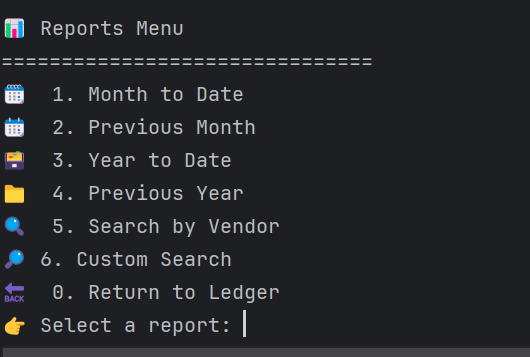 📊 Reports Menu
===============================
🗓️  1. Month to Date
📅  2. Previous Month
🗃️  3. Year to Date
📁  4. Previous Year
🔍  5. Search by Vendor
🔎 6. Custom Search
🔙  0. Return to Ledger
👉 Select a report: